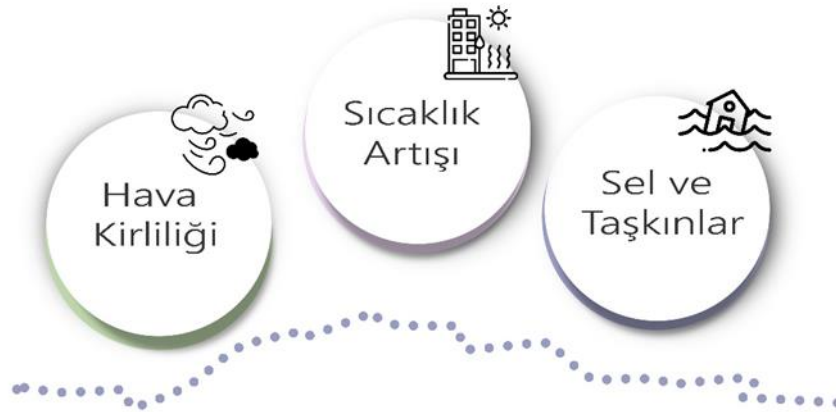 Hava
Kirliliği
Sıcaklık
Artışı
Sel ve
Taşkınlar